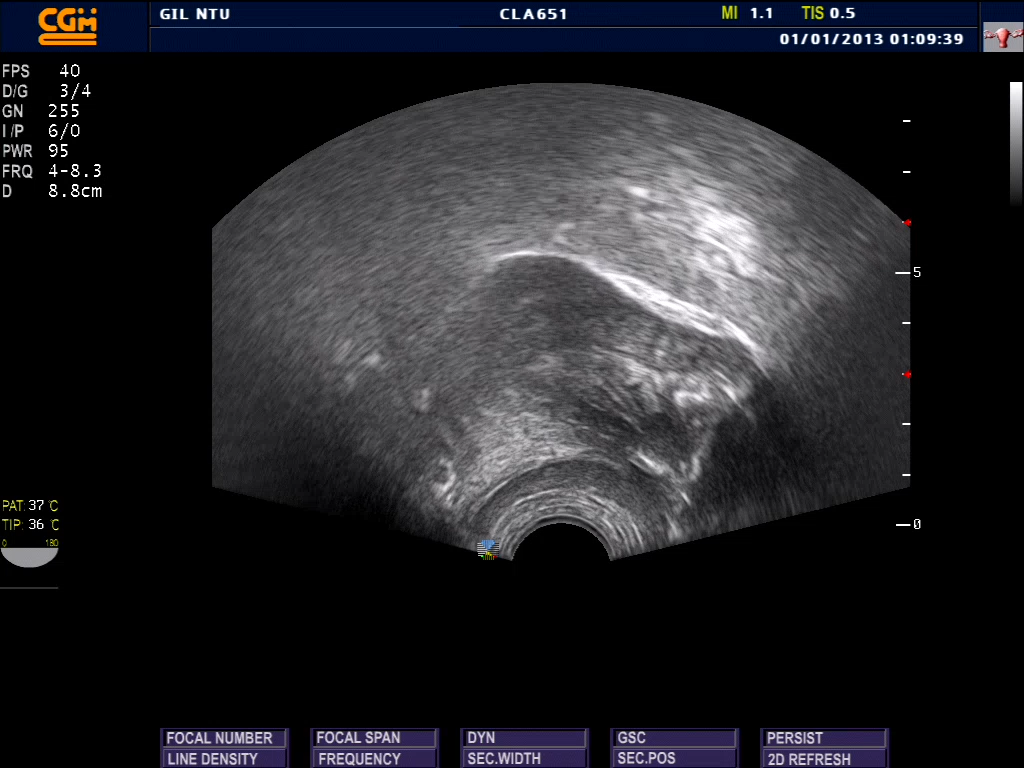 CGM
GIL NTU CLA651 MI 1.1 TIS 0.5
01/01/2013 01:09:39
FPS 40
D/G 3/4
GN 255
I/P 6/0
PWR 95
FRQ 4-8.3
D 8.8cm
5
PAT: 37 °C
TIP: 36 °C
0 180
0
FOCAL NUMBER FOCAL SPAN DYN GSC PERSIST
LINE DENSITY FREQUENCY SEC.WIDTH SEC.POS 2D REFRESH